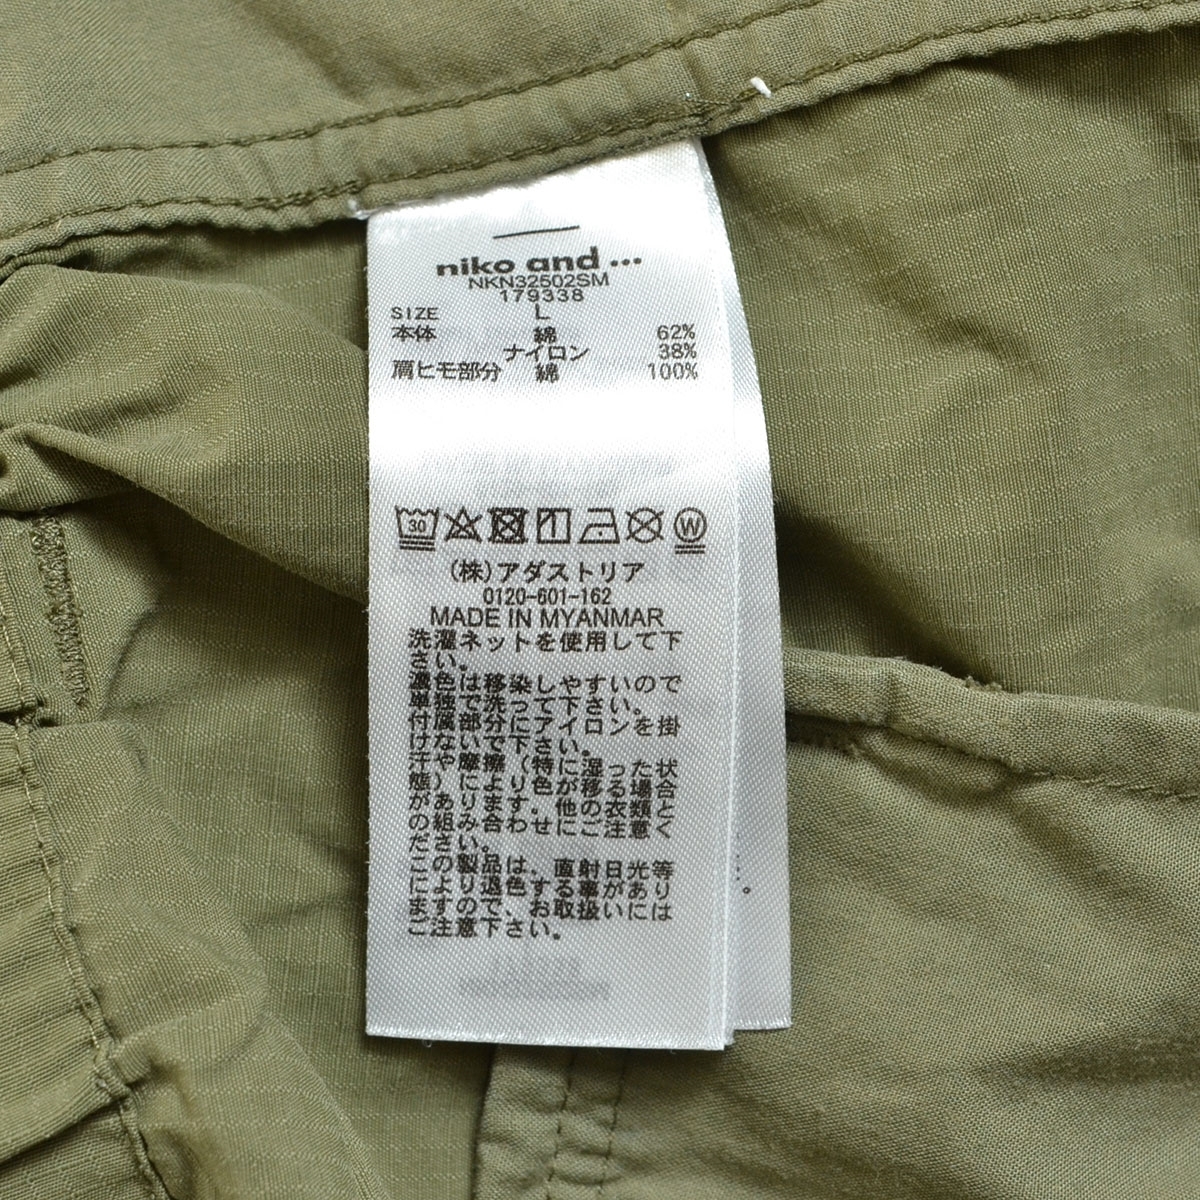 niko and ...
NKN32502SM
179338
SIZE L
本体 綿 62%
ナイロン 38%
肩ヒモ部分 綿 100%
30
W
(株)アダストリア
0120-601-162
MADE IN MYANMAR
洗濯ネットを使用して下
さい。
濃色は移染しやすいので
単独で洗って下さい。
付属部分にアイロンを掛
けないで下さい。
汗や摩擦（特に湿った状
態）により色が移る場合
があります。他の衣類と
の組み合わせにご注意く
ださい。
この製品は、直射日光等
により退色する事があり
ますので、お取扱いには
ご注意下さい。